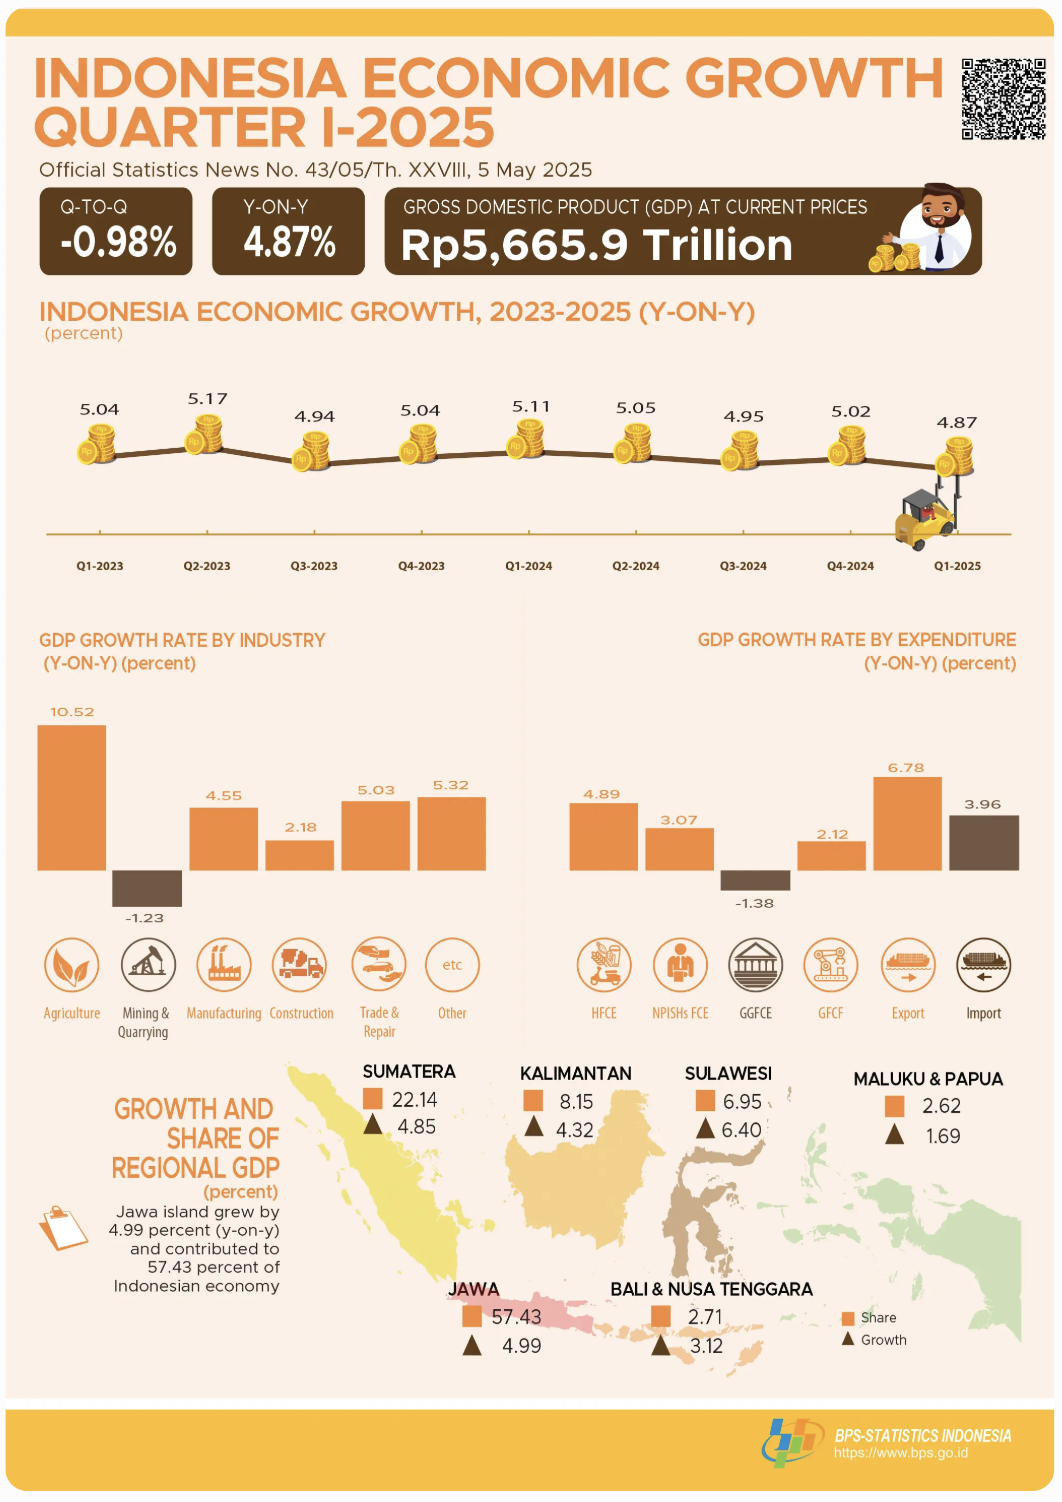 INDONESIA ECONOMIC GROWTH
QUARTER I-2025
Official Statistics News No. 43/05/Th. XXVIII, 5 May 2025
Q-TO-Q
-0.98%
Y-ON-Y
4.87%
GROSS DOMESTIC PRODUCT (GDP) AT CURRENT PRICES
Rp5,665.9 Trillion
INDONESIA ECONOMIC GROWTH, 2023-2025 (Y-ON-Y)
(percent)
5.04
5.17
4.94
5.04
5.11
5.05
4.95
5.02
4.87
Rp
Rp
Rp
Rp
Rp
Rp
Rp
Rp
Rp
Q1-2023
Q2-2023
Q3-2023
Q4-2023
Q1-2024
Q2-2024
Q3-2024
Q4-2024
Q1-2025
GDP GROWTH RATE BY INDUSTRY
(Y-ON-Y) (percent)
10.52
-1.23
4.55
2.18
5.03
5.32
etc
Agriculture
Mining &
Quarrying
Manufacturing
Construction
Trade &
Repair
Other
GDP GROWTH RATE BY EXPENDITURE
(Y-ON-Y) (percent)
4.89
3.07
-1.38
2.12
6.78
3.96
HFCE
NPISHs FCE
GGFCE
GFCF
Export
Import
GROWTH AND
SHARE OF
REGIONAL GDP
(percent)
Jawa island grew by
4.99 percent (y-on-y)
and contributed to
57.43 percent of
Indonesian economy
SUMATERA
22.14
4.85
KALIMANTAN
8.15
4.32
SULAWESI
6.95
6.40
MALUKU & PAPUA
2.62
1.69
JAWA
57.43
4.99
BALI & NUSA TENGGARA
2.71
3.12
Share
Growth
BPS-STATISTICS INDONESIA
https://www.bps.go.id